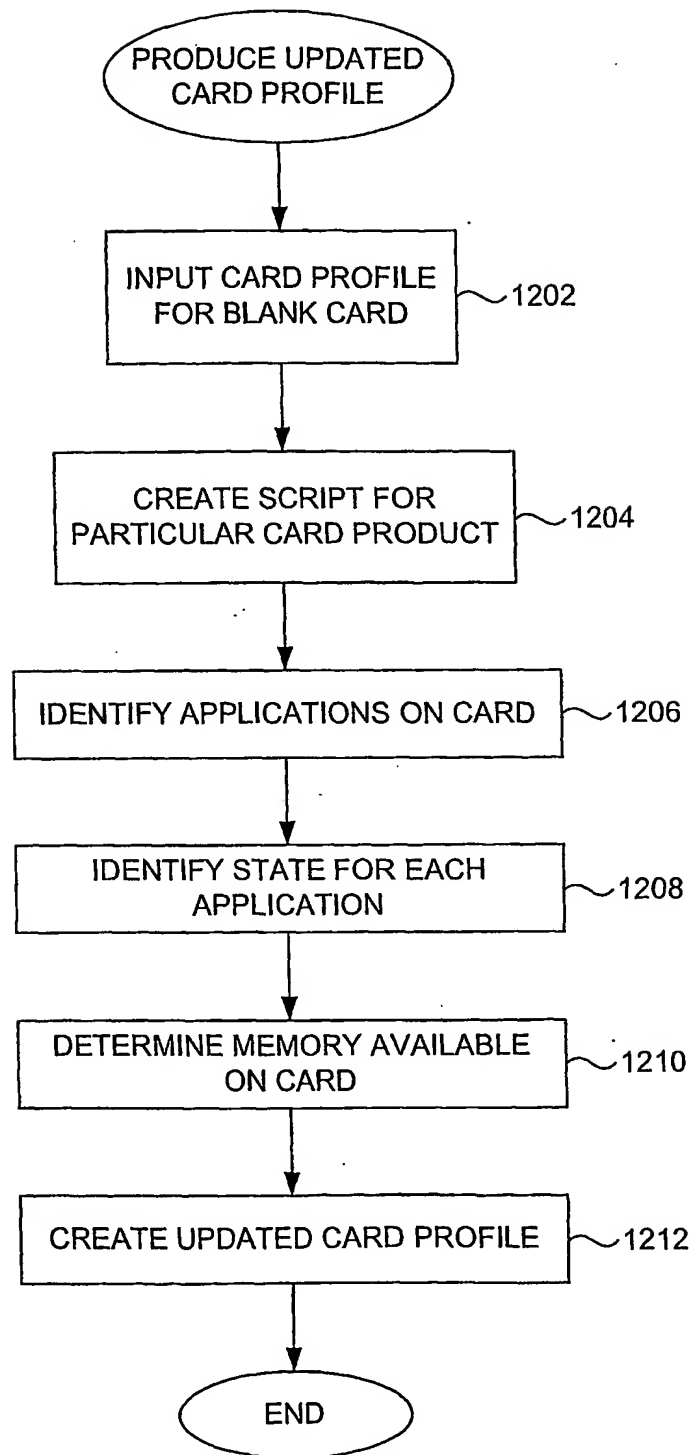 PRODUCE UPDATED
CARD PROFILE
INPUT CARD PROFILE
FOR BLANK CARD
1202
CREATE SCRIPT FOR
PARTICULAR CARD PRODUCT
1204
IDENTIFY APPLICATIONS ON CARD
1206
IDENTIFY STATE FOR EACH
APPLICATION
1208
DETERMINE MEMORY AVAILABLE
ON CARD
1210
CREATE UPDATED CARD PROFILE
1212
END